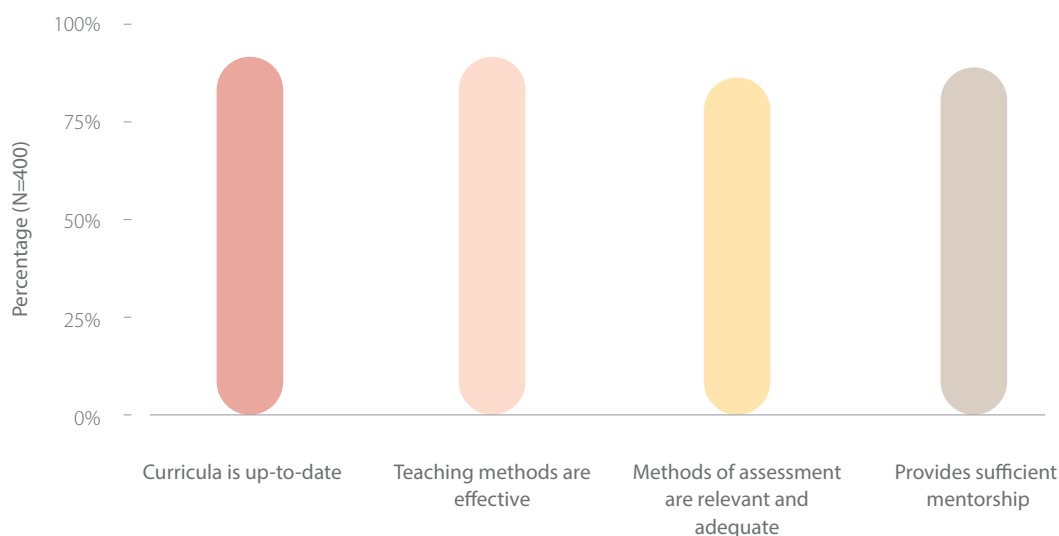 100%
75%
50%
25%
0%
Percentage (N=400)
Curricula is up-to-date
Teaching methods are
effective
Methods of assessment
are relevant and
adequate
Provides sufficient
mentorship